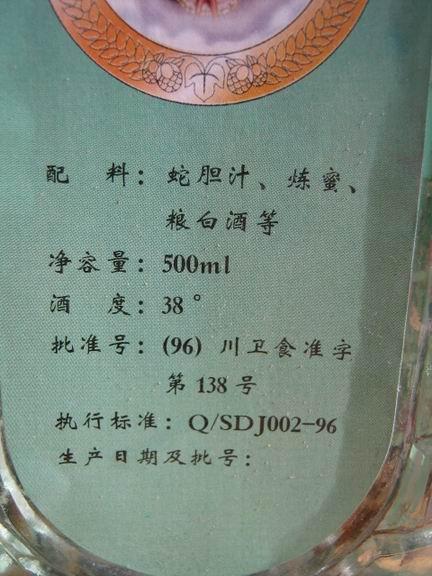 配 料：蛇胆汁、炼蜜、
粮白酒等
净容量：500ml
酒 度：38°
批准号：(96) 川卫食准字
第 138 号
执行标准：Q/SDJ002-96
生产日期及批号：